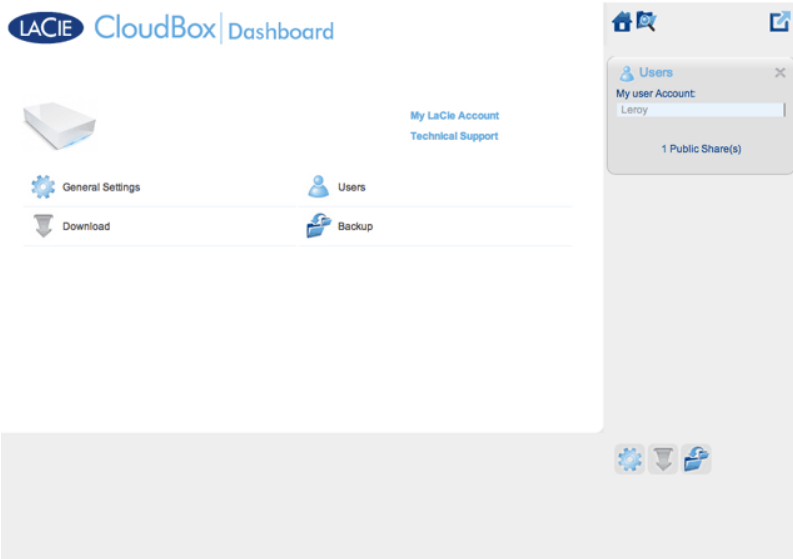 LACIE CloudBox Dashboard
Users
My user Account:
Leroy
1 Public Share(s)
My LaCie Account
Technical Support
General Settings
Users
Download
Backup